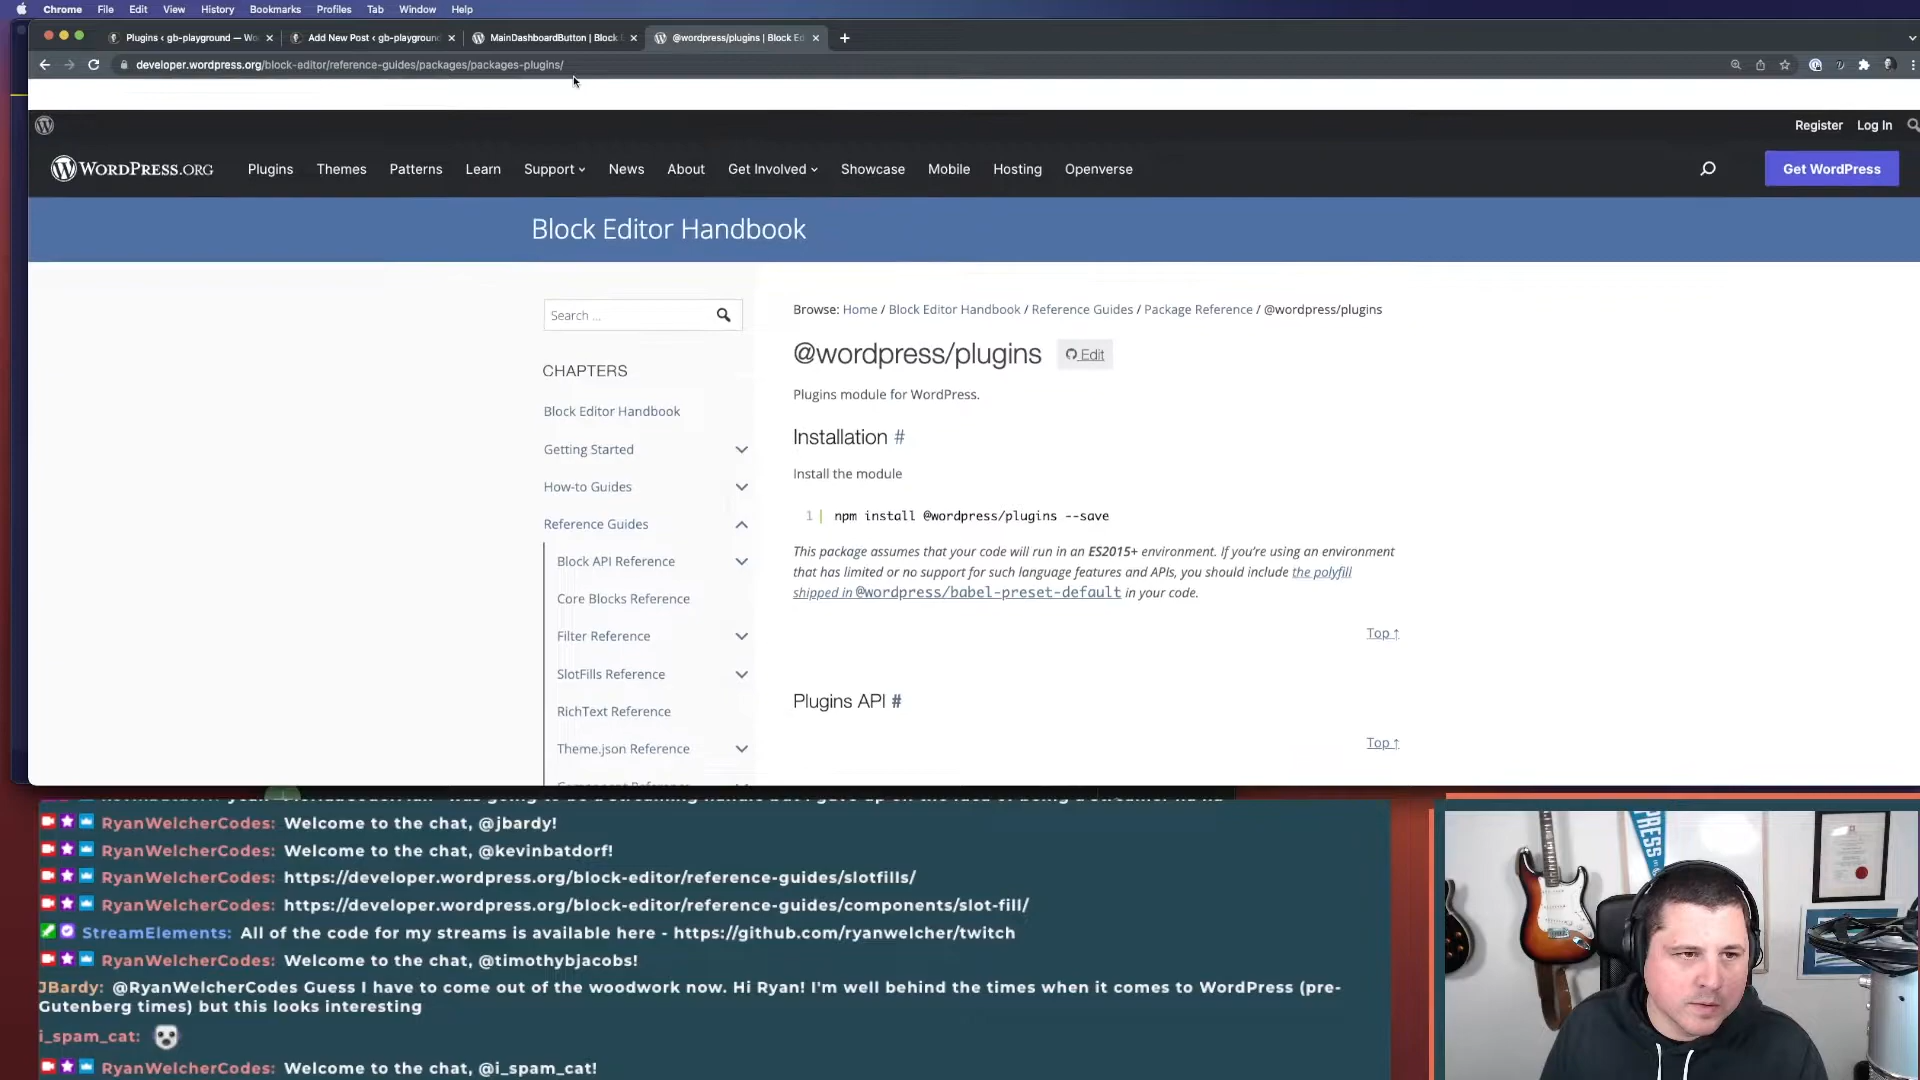 Chrome File Edit View History Bookmarks Profiles Tab Window Help
Plugins ‹ gb-playground — Wo
Add New Post ‹ gb-playground
MainDashboardButton | Block E
@wordpress/plugins | Block Ed
developer.wordpress.org/block-editor/reference-guides/packages/packages-plugins/
Register Log In
WORDPRESS.ORG Plugins Themes Patterns Learn Support News About Get Involved Showcase Mobile Hosting Openverse Get WordPress
Block Editor Handbook
Search ...
Browse: Home / Block Editor Handbook / Reference Guides / Package Reference / @wordpress/plugins
@wordpress/plugins Edit
CHAPTERS
Plugins module for WordPress.
Block Editor Handbook
Installation #
Getting Started
Install the module
How-to Guides
1 npm install @wordpress/plugins --save
Reference Guides
This package assumes that your code will run in an ES2015+ environment. If you're using an environment
that has limited or no support for such language features and APIs, you should include the polyfill
shipped in @wordpress/babel-preset-default in your code.
Block API Reference
Core Blocks Reference
Filter Reference
Top ↑
SlotFills Reference
Plugins API #
RichText Reference
Theme.json Reference
Top ↑
RyanWelcherCodes: Welcome to the chat, @jbardy!
RyanWelcherCodes: Welcome to the chat, @kevinbatdorf!
RyanWelcherCodes: https://developer.wordpress.org/block-editor/reference-guides/slotfills/
RyanWelcherCodes: https://developer.wordpress.org/block-editor/reference-guides/components/slot-fill/
StreamElements: All of the code for my streams is available here - https://github.com/ryanwelcher/twitch
RyanWelcherCodes: Welcome to the chat, @timothybjacobs!
JBardy: @RyanWelcherCodes Guess I have to come out of the woodwork now. Hi Ryan! I'm well behind the times when it comes to WordPress (pre-
Gutenberg times) but this looks interesting
i_spam_cat:
RyanWelcherCodes: Welcome to the chat, @i_spam_cat!
PRESS